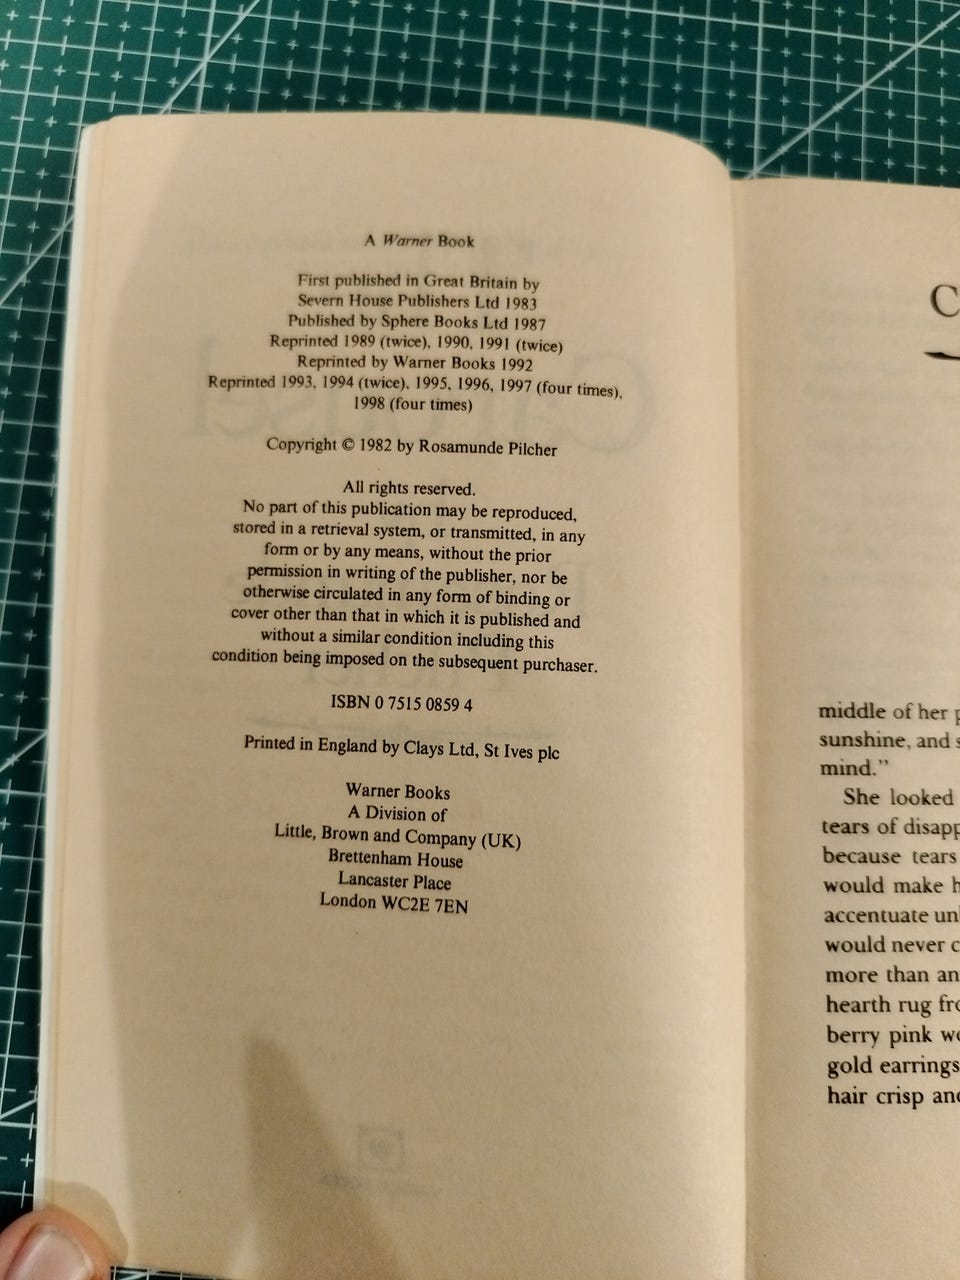 A Warner Book
First published in Great Britain by
Severn House Publishers Ltd 1983
Published by Sphere Books Ltd 1987
Reprinted 1989 (twice), 1990, 1991 (twice)
Reprinted by Warner Books 1992
Reprinted 1993, 1994 (twice), 1995, 1996, 1997 (four times),
1998 (four times)
Copyright © 1982 by Rosamunde Pilcher
All rights reserved.
No part of this publication may be reproduced,
stored in a retrieval system, or transmitted, in any
form or by any means, without the prior
permission in writing of the publisher, nor be
otherwise circulated in any form of binding or
cover other than that in which it is published and
without a similar condition including this
condition being imposed on the subsequent purchaser.
ISBN 0 7515 0859 4
Printed in England by Clays Ltd, St Ives plc
Warner Books
A Division of
Little, Brown and Company (UK)
Brettenham House
Lancaster Place
London WC2E 7EN
C
middle of her
sunshine, and
mind."
She looked
tears of disapp
because tears
would make h
accentuate un
would never c
more than an
hearth rug fro
berry pink wo
gold earrings
hair crisp and